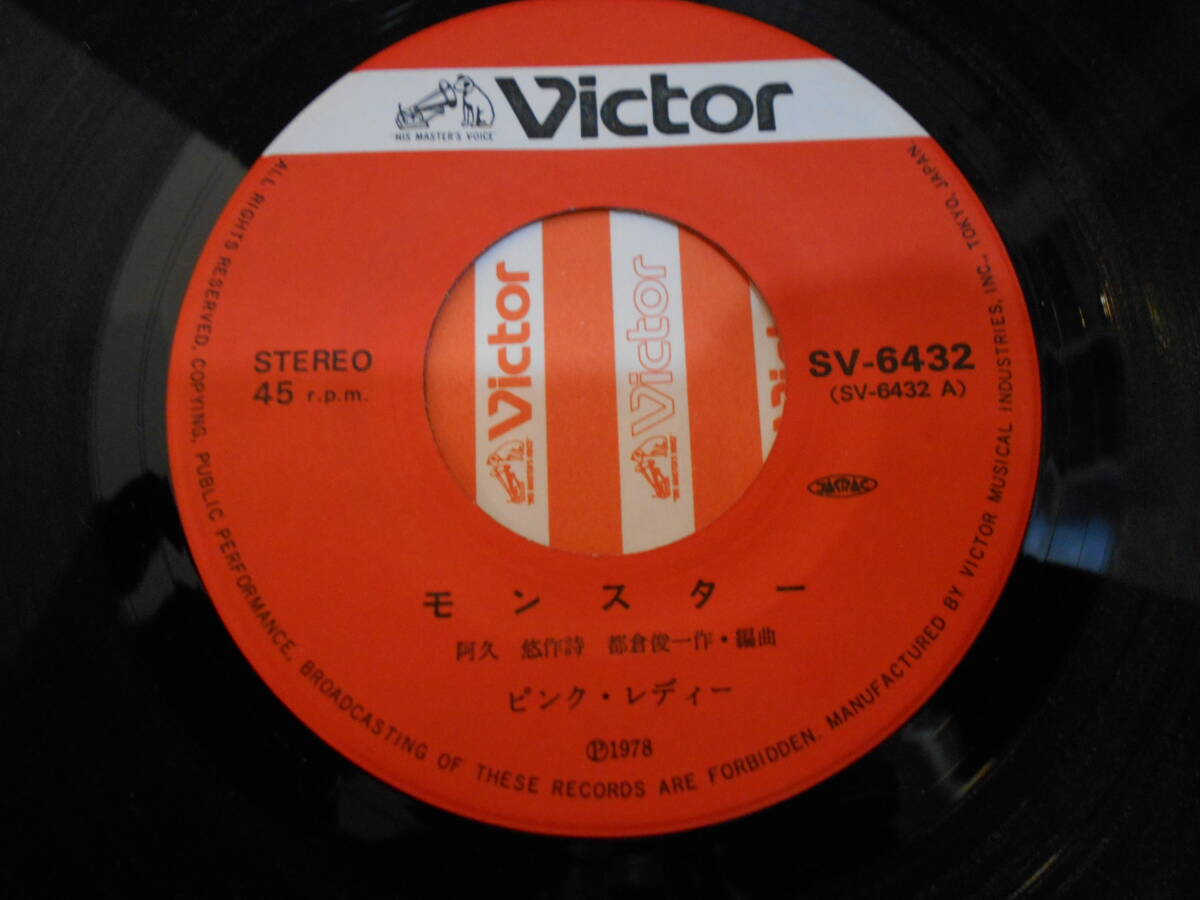 Victor
"HIS MASTER'S VOICE"
STEREO
45 r.p.m.
SV-6432
(SV-6432 A)
JASRAC
Victor
Victor
モンスター
阿久 悠作詩 都倉俊一作・編曲
ピンク・レディー
Ⓟ1978
ALL RIGHTS RESERVED. COPYING, PUBLIC PERFORMANCE, BROADCASTING OF THESE RECORDS ARE FORBIDDEN. MANUFACTURED BY VICTOR MUSICAL INDUSTRIES, INC., TOKYO, JAPAN